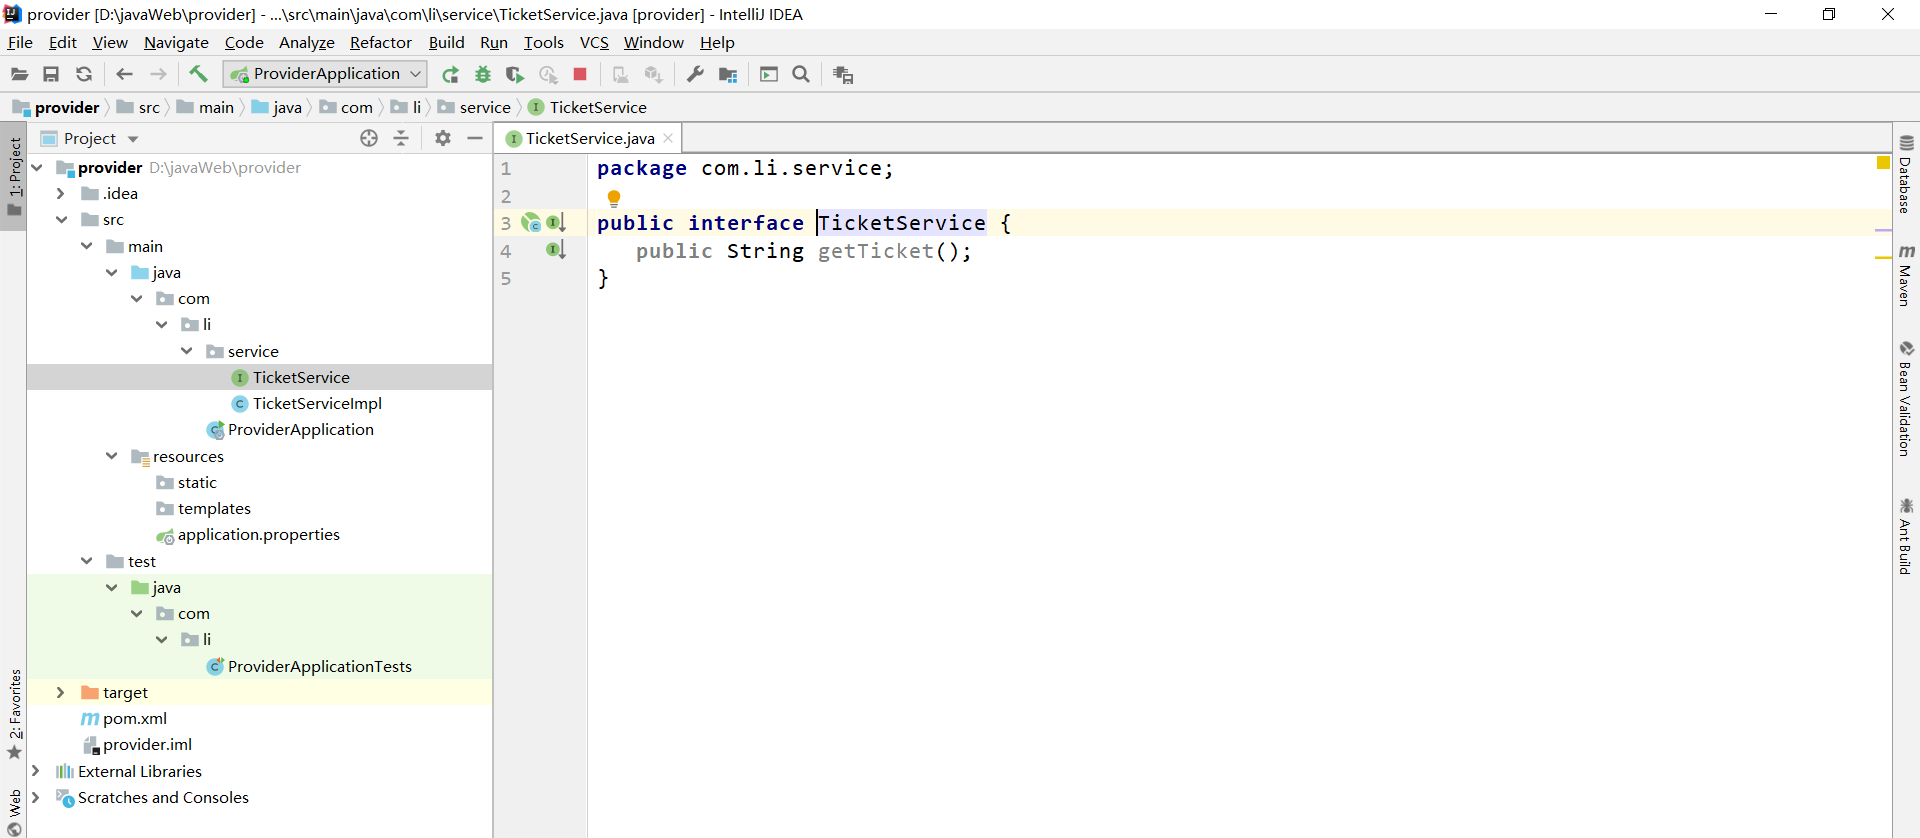 provider [D:\javaWeb\provider] - ...\src\main\java\com\li\service\TicketService.java [provider] - IntelliJ IDEA
File Edit View Navigate Code Analyze Refactor Build Run Tools VCS Window Help
ProviderApplication
provider src main java com li service TicketService
1: Project
2: Favorites
Web
Project
provider D:\javaWeb\provider
.idea
src
main
java
com
li
service
TicketService
TicketServiceImpl
ProviderApplication
resources
static
templates
application.properties
test
java
com
li
ProviderApplicationTests
target
pom.xml
provider.iml
External Libraries
Scratches and Consoles
TicketService.java
1 package com.li.service;
2
3 public interface TicketService {
4 public String getTicket();
5 }
Database
Maven
Bean Validation
Ant Build